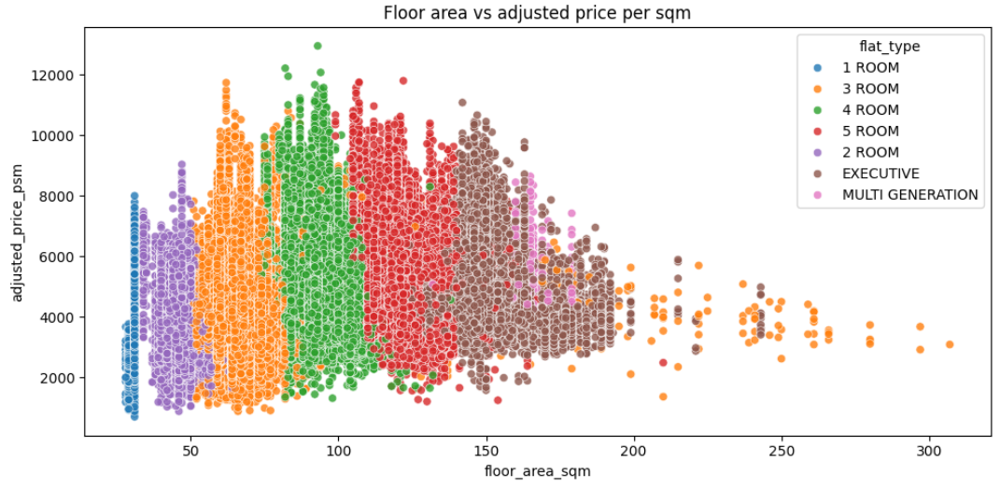 Floor area vs adjusted price per sqm
flat_type
1 ROOM
3 ROOM
4 ROOM
5 ROOM
2 ROOM
EXECUTIVE
MULTI GENERATION
adjusted_price_psm
12000
10000
8000
6000
4000
2000
50 100 150 200 250 300
floor_area_sqm